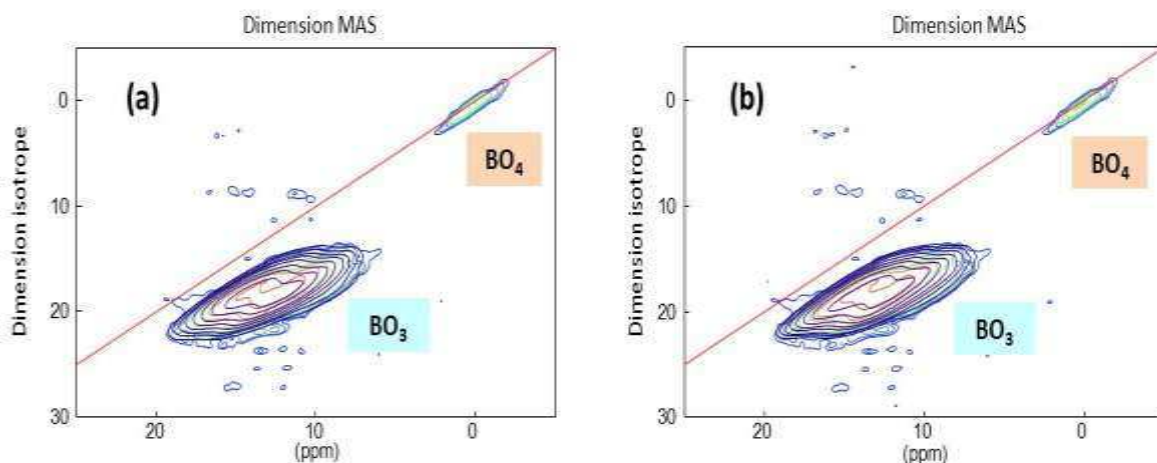 Dimension MAS
(a)
0
10
20
30
Dimension isotrope
BO₄
BO₃
20
10
0
(ppm)
Dimension MAS
(b)
0
10
20
30
Dimension isotrope
BO₄
BO₃
20
10
0
(ppm)